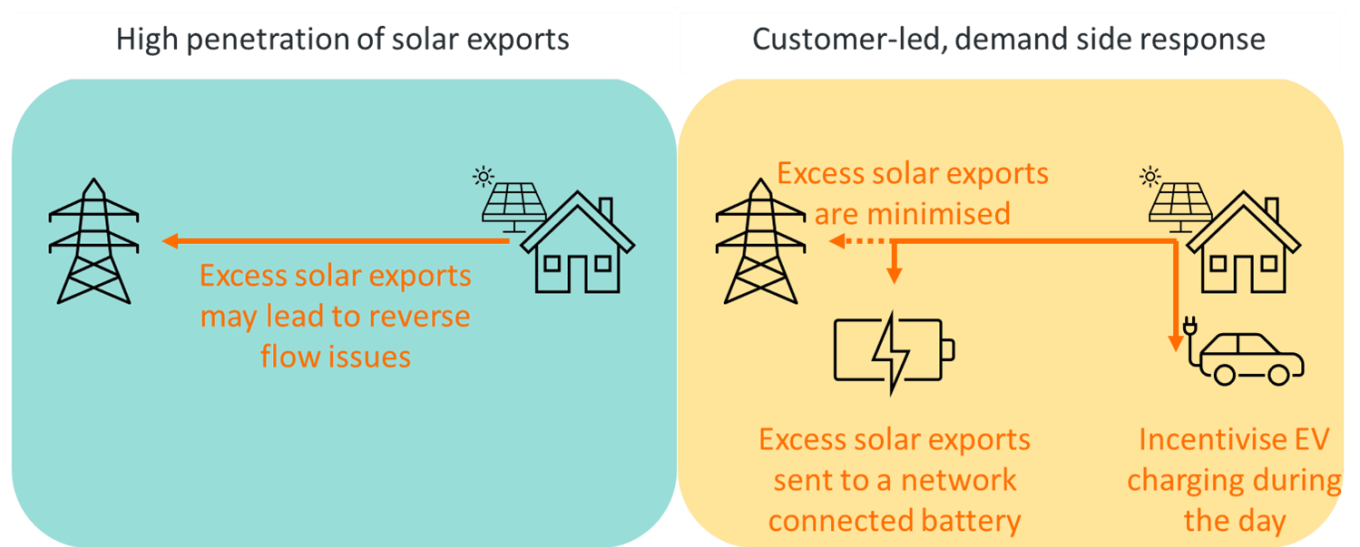 High penetration of solar exports
Excess solar exports
may lead to reverse
flow issues
Customer-led, demand side response
Excess solar exports
are minimised
Excess solar exports
sent to a network
connected battery
Incentivise EV
charging during
the day